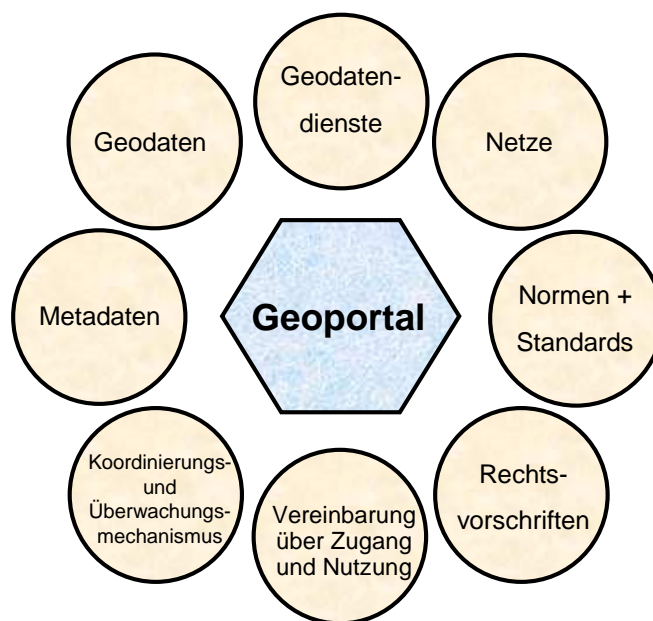 Geodaten-
dienste
Geodaten
Netze
Metadaten
Geoportal
Normen +
Standards
Koordinierungs-
und
Überwachungs-
mechanismus
Vereinbarung
über Zugang
und Nutzung
Rechts-
vorschriften